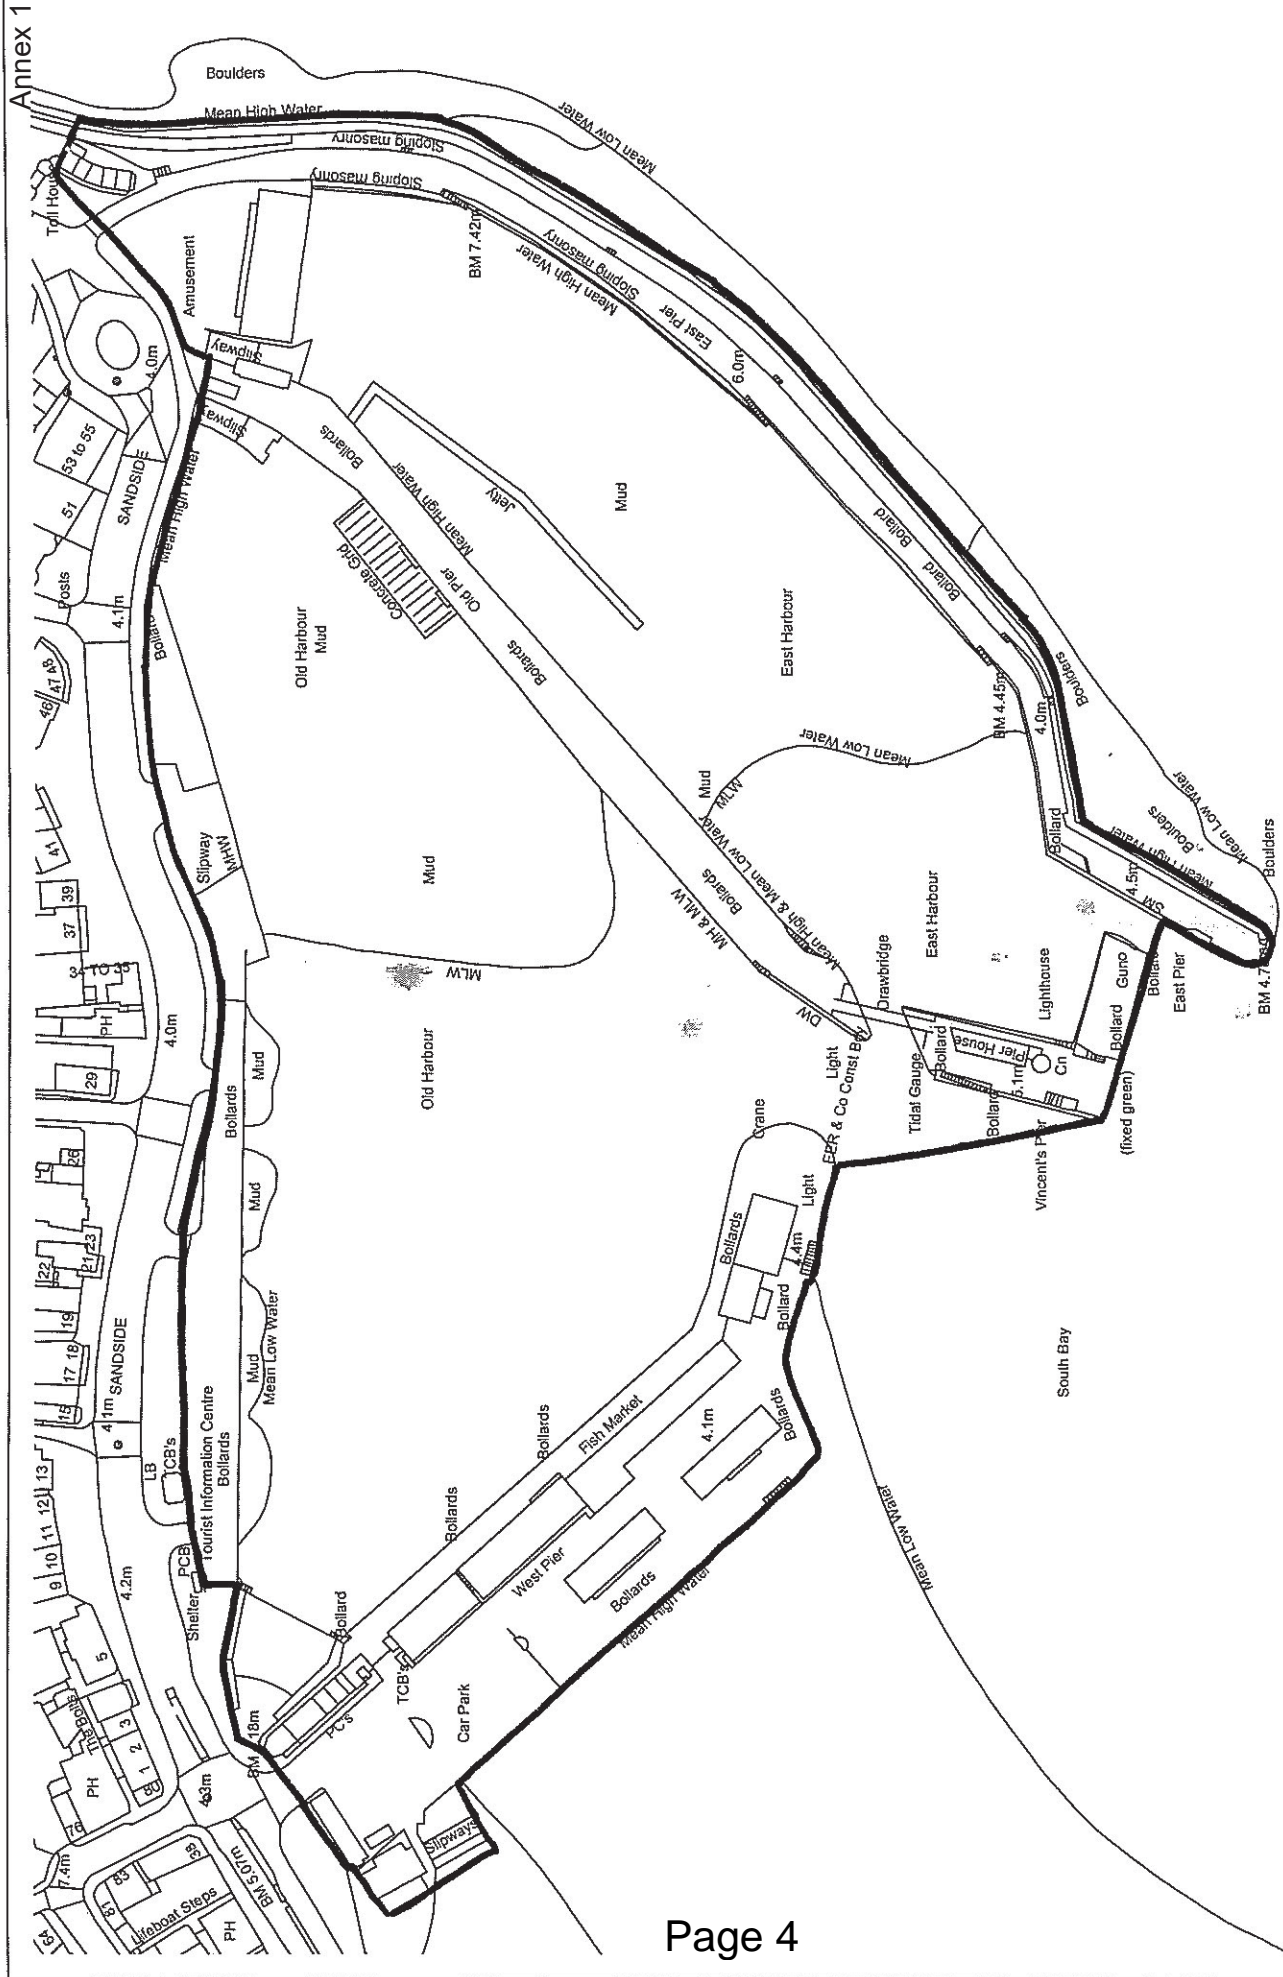 Annex 1
Boulders
Mean High Water
Sloping masonry
Sloping masonry
Mean Low Water
Toll House
Amusement
BM 7.42m
Sloping masonry
Mean High Water
East Pier
6.0m
Slipway
Slipway
4.0m
53 to 55
51
SANDSIDE
Mean High Water
Posts
4.1m
Bollards
Mean High Water
Jetty
Mud
Concrete Grid
Old Pier
Bollards
Old Harbour
Mud
East Harbour
Bollard
Bollard
46
47 48
BM 4.45m
4.0m
Boulders
Mean Low Water
Mud
MLW
41
Slipway
MHW
Mud
Bollards
MH & MLW
Mean High & Mean Low Water
Bollard
Mean High Water
Boulders
Mean Low Water
Boulders
4.5m
SM
39
37
34 TO 35
PH
29
4.0m
MLW
Drawbridge
East Harbour
Lighthouse
Guno
East Pier
BM 4.7
Bollards
Mud
Old Harbour
DW
Light
Tidal Gauge
Bollard
Pier House
5.1m
Cn
Bollard
(fixed green)
Vincent's Pier
Crane
EER & Co Const Bdy
26
23
21
22
19
17 18
15
SANDSIDE
4.1m
Mud
Mud
Mean Low Water
Bollards
Light
4.4m
Bollard
South Bay
LB
TCB's
Tourist Information Centre
Bollards
Bollards
Fish Market
4.1m
Bollards
13
12
11
10
9
4.2m
PCB
Shelter
Bollards
West Pier
Bollards
Mean High Water
Mean Low Water
Bollard
5
The Bolts
3
2
1
80
PH
76
TCB's
Car Park
PC's
BM
18m
4.3m
7.4m
83
81
38
64
Lifeboat Steps
PH
BM 5.07m
Slipways
Page 4